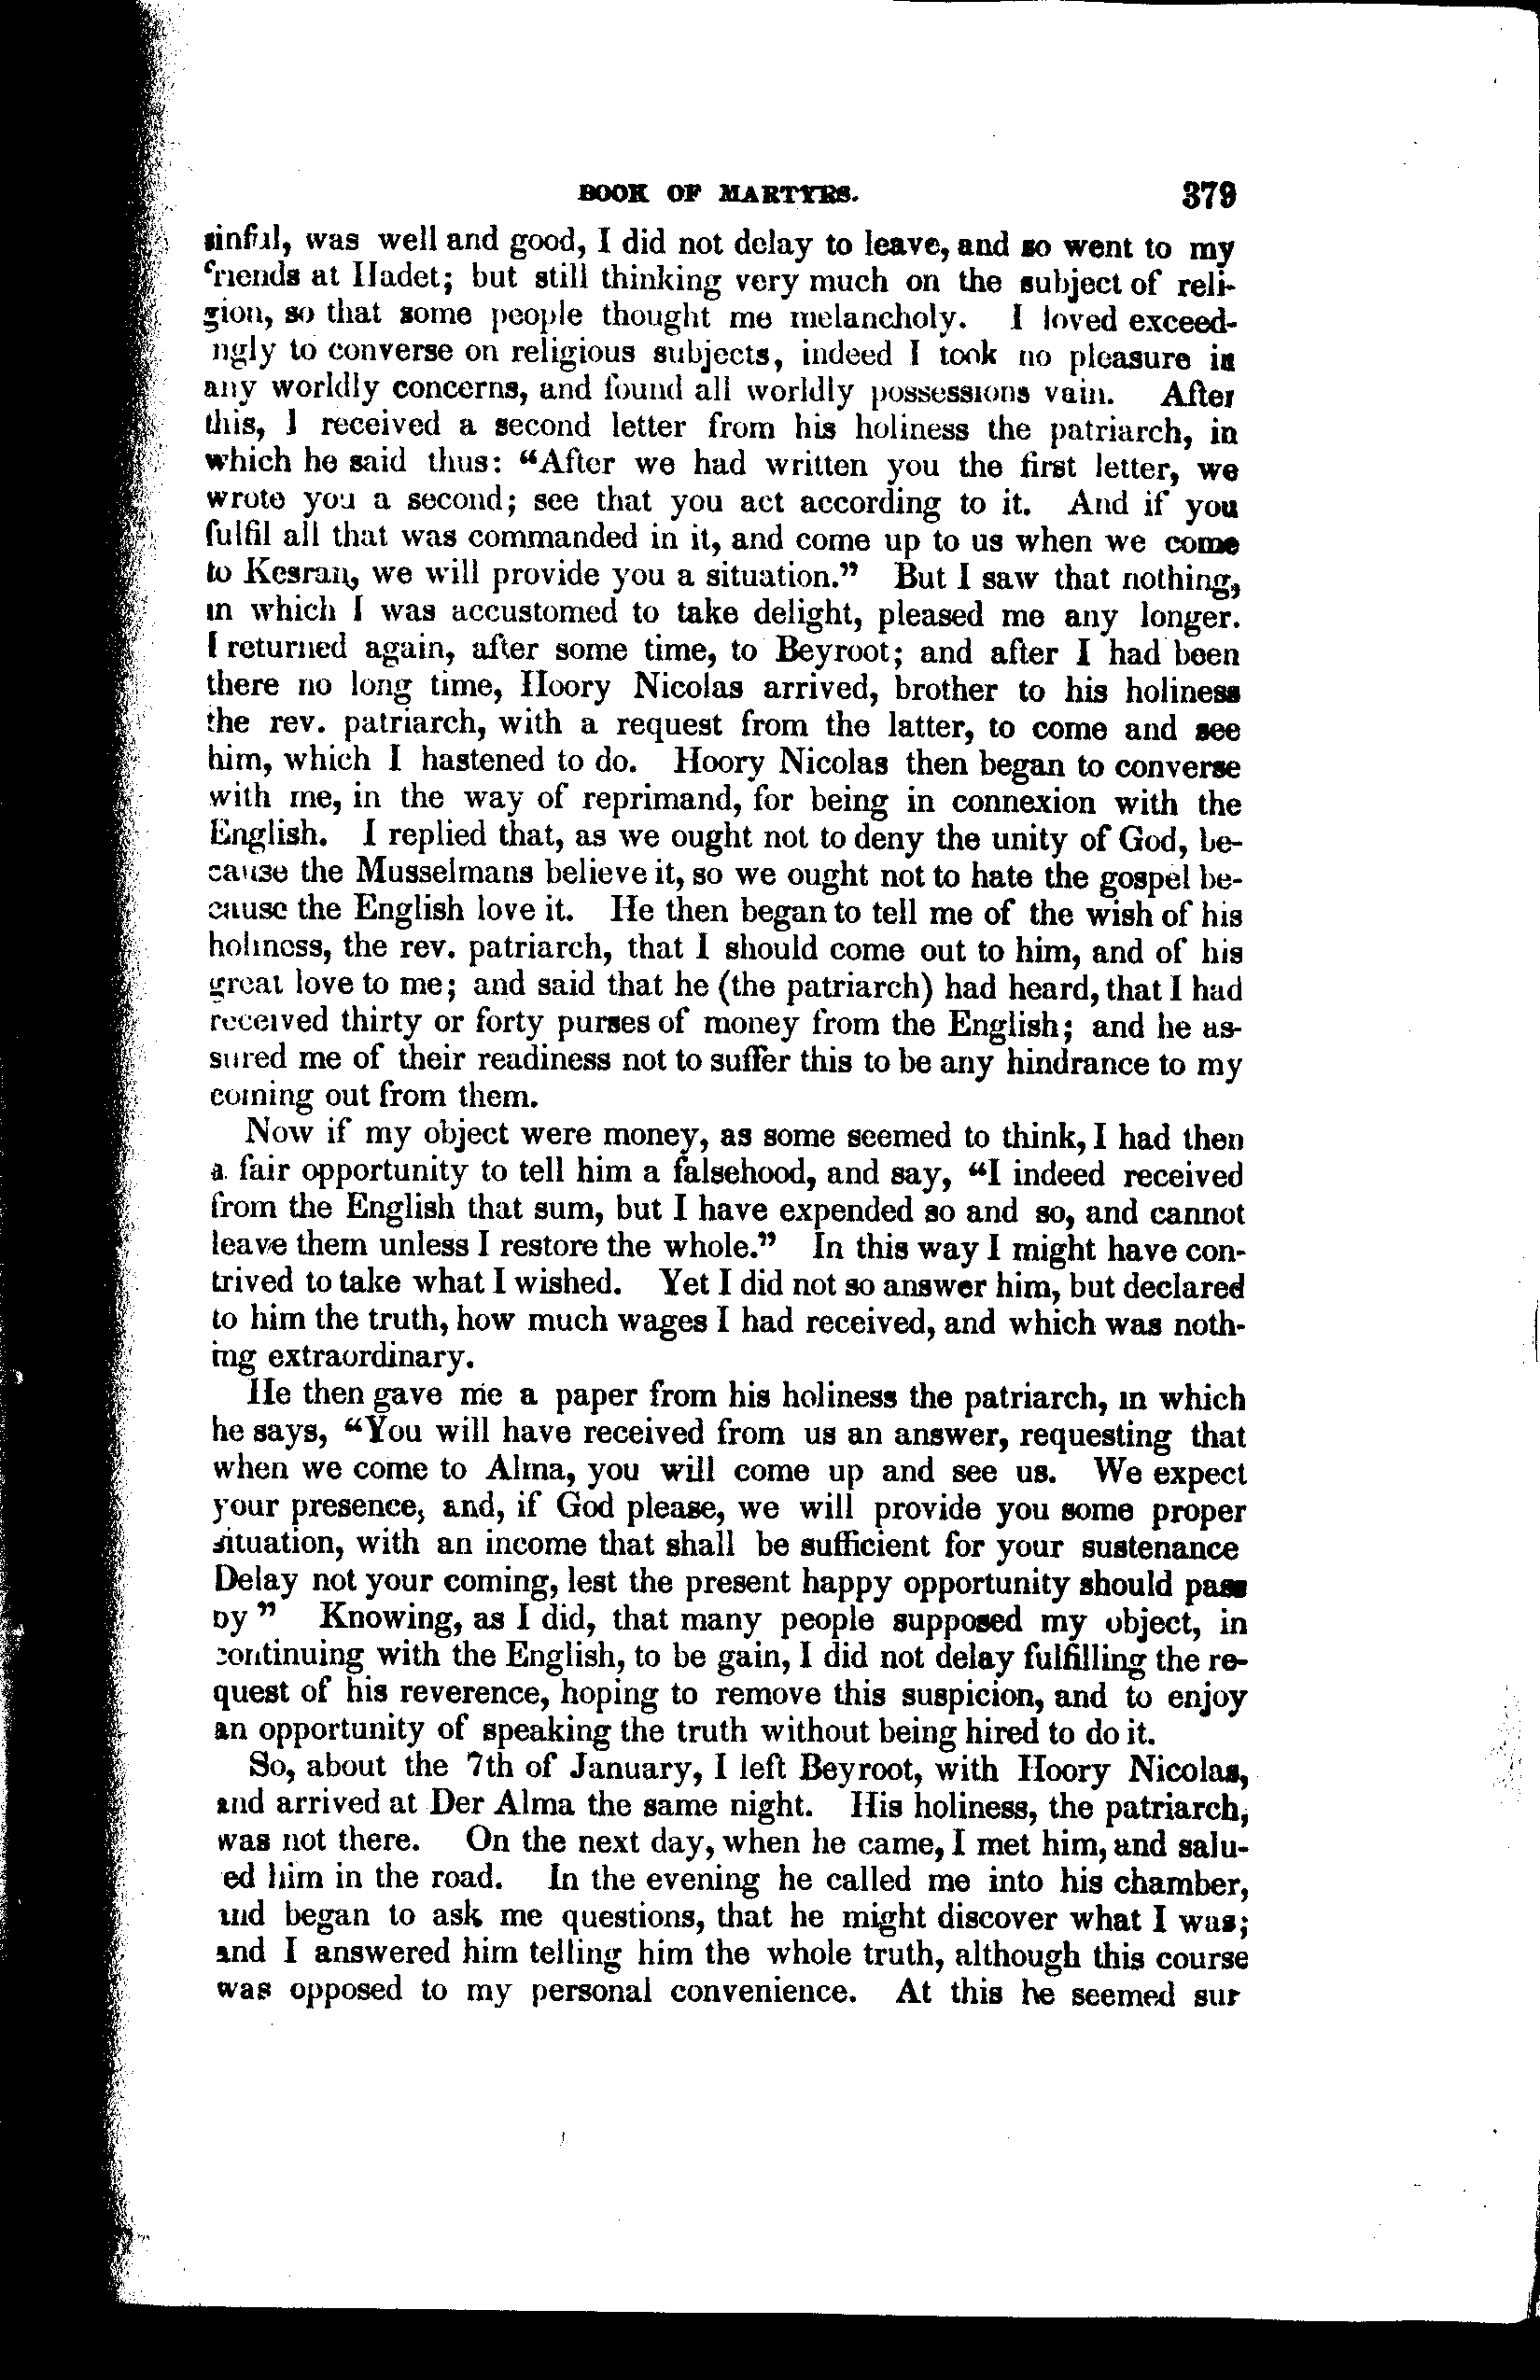 BOOK OF MARTYRS. 379
sinful, was well and good, I did not delay to leave, and so went to my
friends at Hadet; but still thinking very much on the subject of reli-
gion, so that some people thought me melancholy. I loved exceed-
ngly to converse on religious subjects, indeed I took no pleasure in
any worldly concerns, and found all worldly possessions vain. After
this, I received a second letter from his holiness the patriarch, in
which he said thus: "After we had written you the first letter, we
wrote you a second; see that you act according to it. And if you
fulfil all that was commanded in it, and come up to us when we come
to Kesran, we will provide you a situation." But I saw that nothing,
in which I was accustomed to take delight, pleased me any longer.
I returned again, after some time, to Beyroot; and after I had been
there no long time, Hoory Nicolas arrived, brother to his holiness
the rev. patriarch, with a request from the latter, to come and see
him, which I hastened to do. Hoory Nicolas then began to converse
with me, in the way of reprimand, for being in connexion with the
English. I replied that, as we ought not to deny the unity of God, be-
cause the Musselmans believe it, so we ought not to hate the gospel be-
cause the English love it. He then began to tell me of the wish of his
holiness, the rev. patriarch, that I should come out to him, and of his
great love to me; and said that he (the patriarch) had heard, that I had
received thirty or forty purses of money from the English; and he as-
sured me of their readiness not to suffer this to be any hindrance to my
coming out from them.
Now if my object were money, as some seemed to think, I had then
a fair opportunity to tell him a falsehood, and say, "I indeed received
from the English that sum, but I have expended so and so, and cannot
leave them unless I restore the whole." In this way I might have con-
trived to take what I wished. Yet I did not so answer him, but declared
to him the truth, how much wages I had received, and which was noth-
ing extraordinary.
He then gave me a paper from his holiness the patriarch, in which
he says, "You will have received from us an answer, requesting that
when we come to Alma, you will come up and see us. We expect
your presence, and, if God please, we will provide you some proper
situation, with an income that shall be sufficient for your sustenance
Delay not your coming, lest the present happy opportunity should pass
by" Knowing, as I did, that many people supposed my object, in
continuing with the English, to be gain, I did not delay fulfilling the re-
quest of his reverence, hoping to remove this suspicion, and to enjoy
an opportunity of speaking the truth without being hired to do it.
So, about the 7th of January, I left Beyroot, with Hoory Nicolas,
and arrived at Der Alma the same night. His holiness, the patriarch,
was not there. On the next day, when he came, I met him, and salu-
ed him in the road. In the evening he called me into his chamber,
and began to ask me questions, that he might discover what I was;
and I answered him telling him the whole truth, although this course
was opposed to my personal convenience. At this he seemed sur